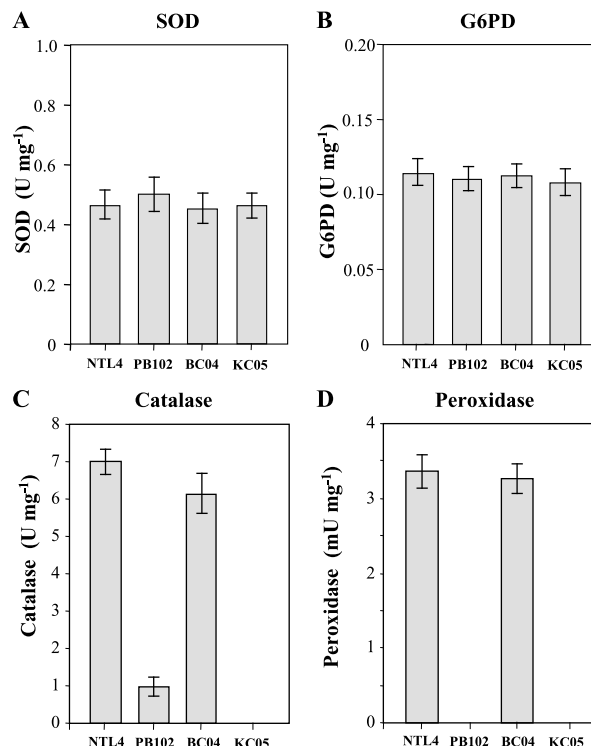 A SOD
SOD (U mg-1)
1.0
0.8
0.6
0.4
0.2
0
NTL4 PB102 BC04 KC05
B G6PD
G6PD (U mg-1)
0.20
0.15
0.10
0.05
0
NTL4 PB102 BC04 KC05
C Catalase
Catalase (U mg-1)
8
7
6
5
4
3
2
1
0
NTL4 PB102 BC04 KC05
D Peroxidase
Peroxidase (mU mg-1)
4
3
2
1
0
NTL4 PB102 BC04 KC05